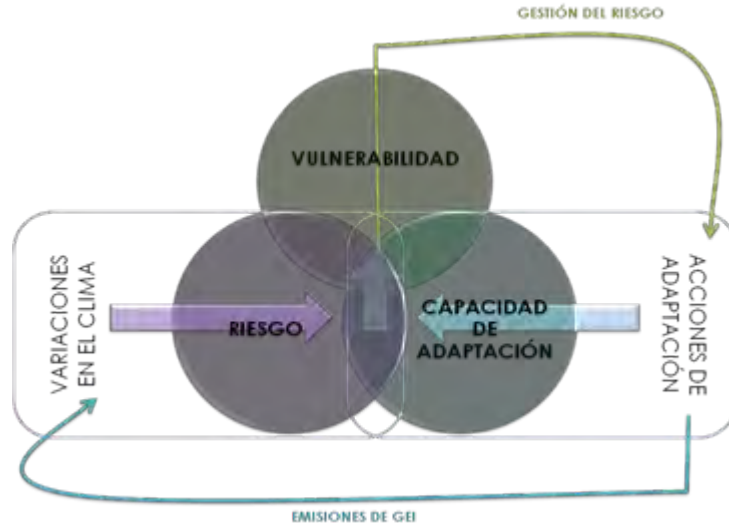 GESTIÓN DEL RIESGO
VULNERABILIDAD
VARIACIONES
EN EL CLIMA
RIESGO
CAPACIDAD
DE
ADAPTACIÓN
ACCIONES DE
ADAPTACIÓN
EMISIONES DE GEI